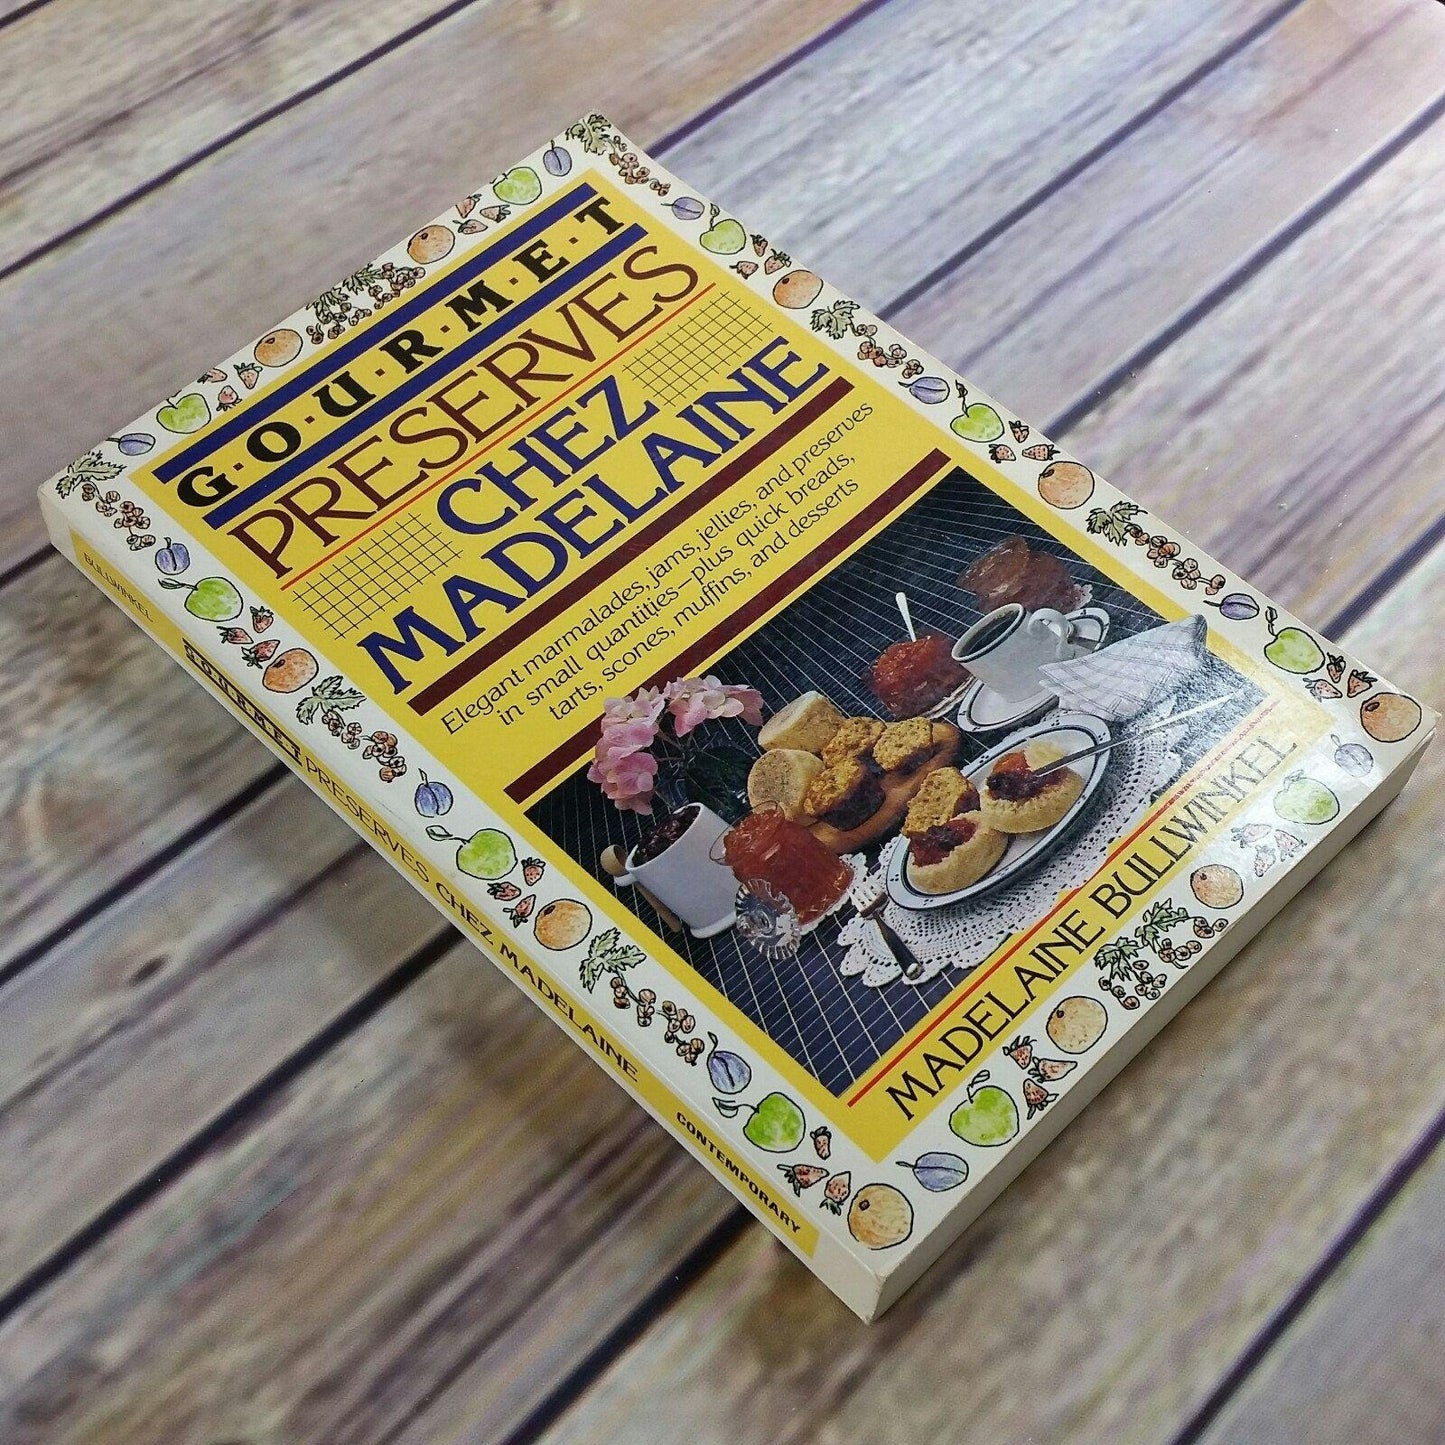 G·O·U·R·M·E·T
PRESERVES
CHEZ
MADELAINE
Elegant marmalades, jams, jellies, and preserves
in small quantities—plus quick breads,
tarts, scones, muffins, and desserts
MADELAINE BULLWINKEL
BULLWINKEL G·O·U·R·M·E·T PRESERVES CHEZ MADELAINE CONTEMPORARY